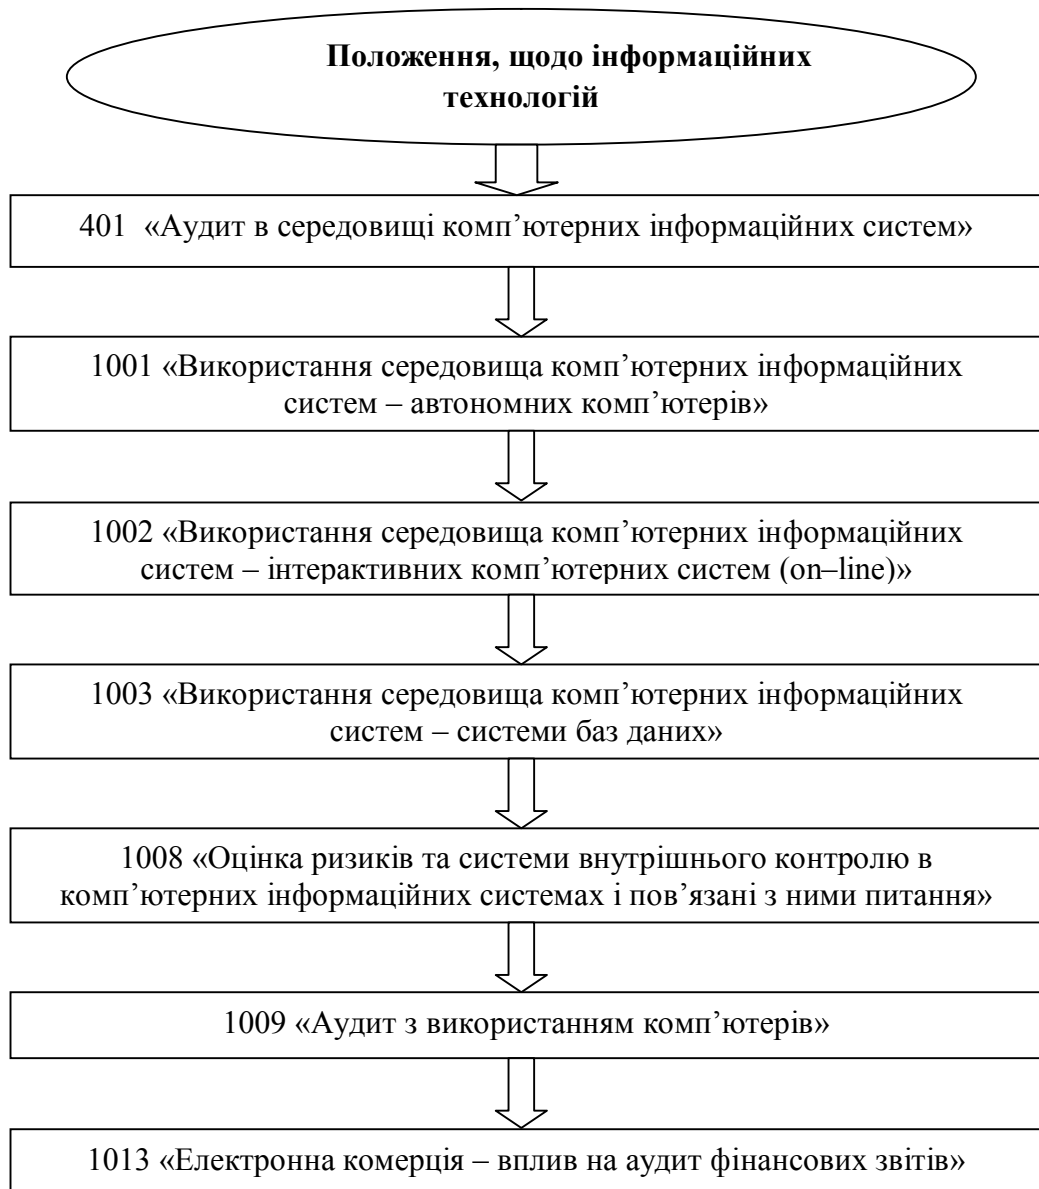 Положення, щодо інформаційних
технологій
401 «Аудит в середовищі комп’ютерних інформаційних систем»
1001 «Використання середовища комп’ютерних інформаційних
систем – автономних комп’ютерів»
1002 «Використання середовища комп’ютерних інформаційних
систем – інтерактивних комп’ютерних систем (on–line)»
1003 «Використання середовища комп’ютерних інформаційних
систем – системи баз даних»
1008 «Оцінка ризиків та системи внутрішнього контролю в
комп’ютерних інформаційних системах і пов’язані з ними питання»
1009 «Аудит з використанням комп’ютерів»
1013 «Електронна комерція – вплив на аудит фінансових звітів»